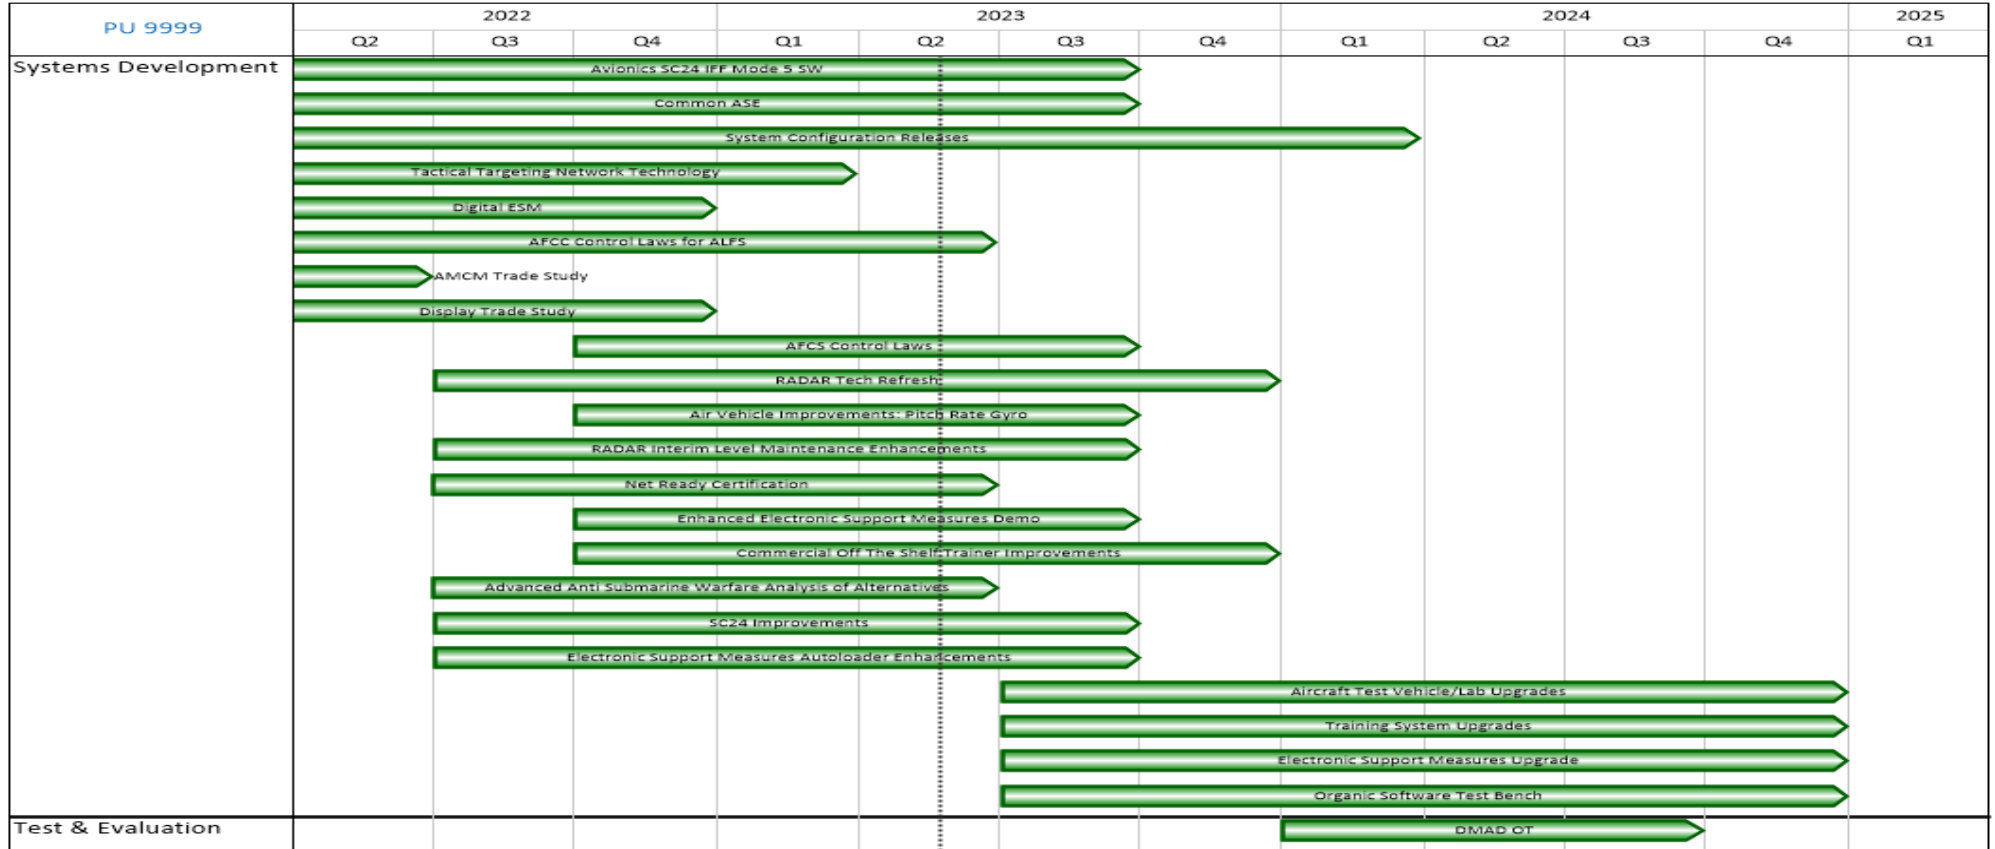 PU 9999
2022 2023 2024 2025
Q2 Q3 Q4 Q1 Q2 Q3 Q4 Q1 Q2 Q3 Q4 Q1
Systems Development
Avionics SC24 IFF Mode 5 SW
Common ASE
System Configuration Releases
Tactical Targeting Network Technology
Digital ESM
AFCC Control Laws for ALFS
AMCM Trade Study
Display Trade Study
AFCS Control Laws
RADAR Tech Refresh
Air Vehicle Improvements: Pitch Rate Gyro
RADAR Interim Level Maintenance Enhancements
Net Ready Certification
Enhanced Electronic Support Measures Demo
Commercial Off The Shelf Trainer Improvements
Advanced Anti Submarine Warfare Analysis of Alternatives
SC24 Improvements
Electronic Support Measures Autoloader Enhancements
Aircraft Test Vehicle/Lab Upgrades
Training System Upgrades
Electronic Support Measures Upgrade
Organic Software Test Bench
Test & Evaluation
DMAD OT